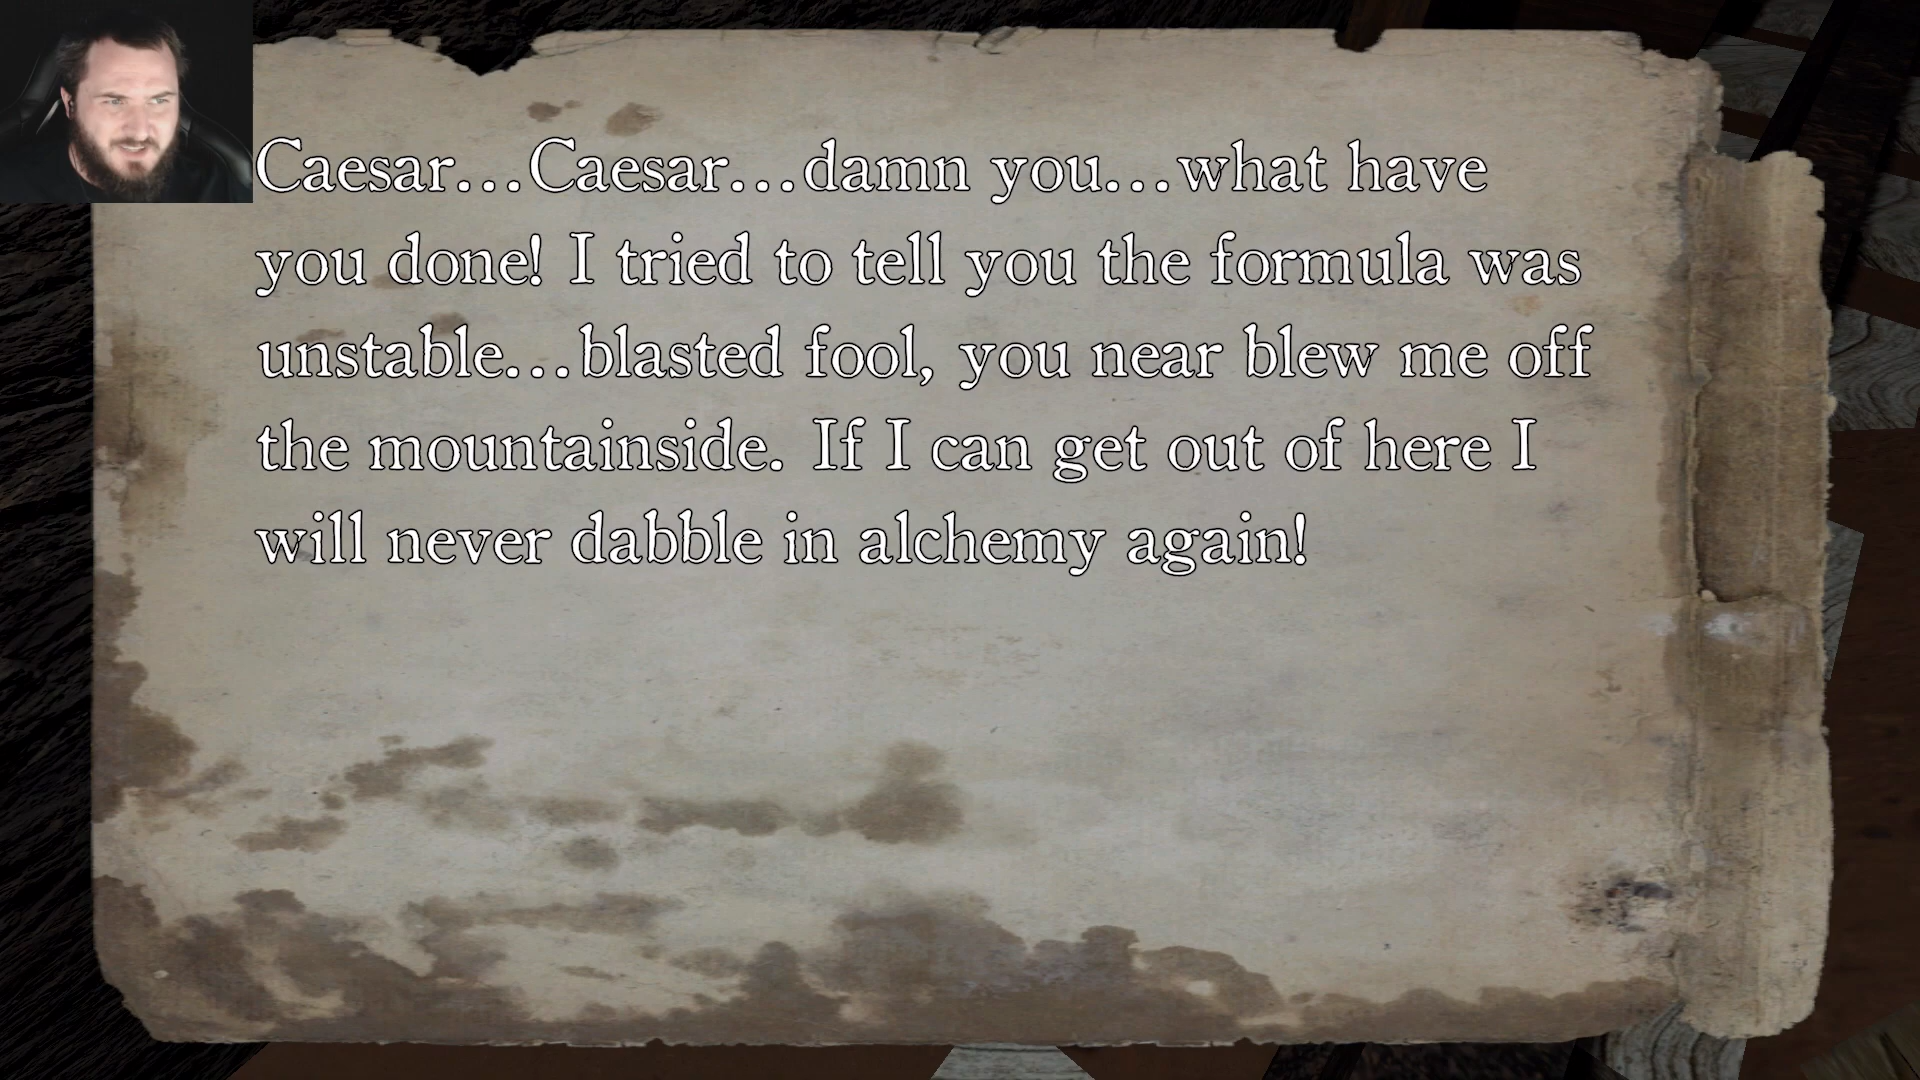 Caesar...Caesar...damn you...what have
you done! I tried to tell you the formula was
unstable...blasted fool, you near blew me off
the mountainside. If I can get out of here I
will never dabble in alchemy again!